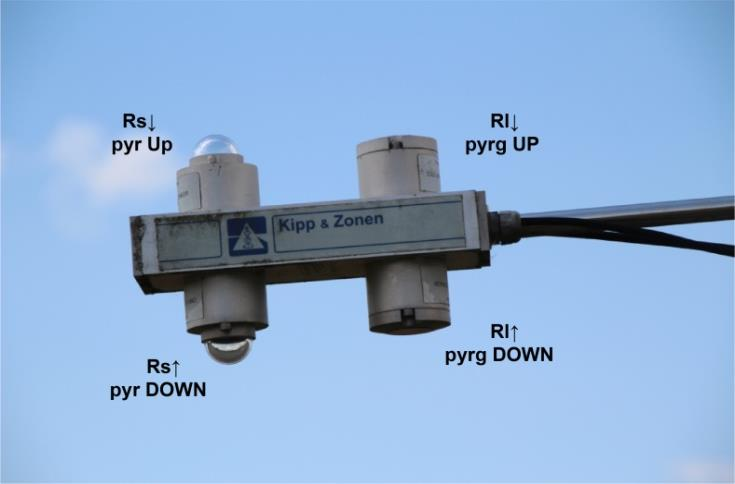 Rs↓
pyr Up
Rl↓
pyrg UP
Kipp & Zonen
Rs↑
pyr DOWN
Rl↑
pyrg DOWN